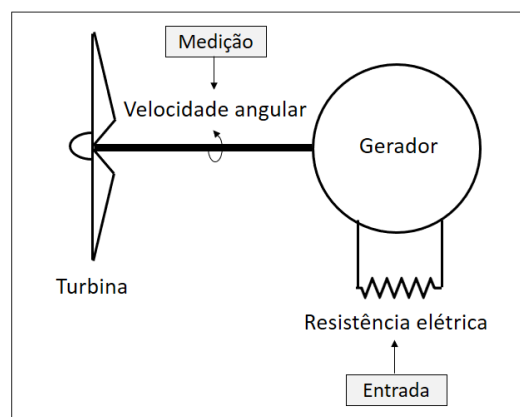 Medição
Velocidade angular
Gerador
Turbina
Resistência elétrica
Entrada